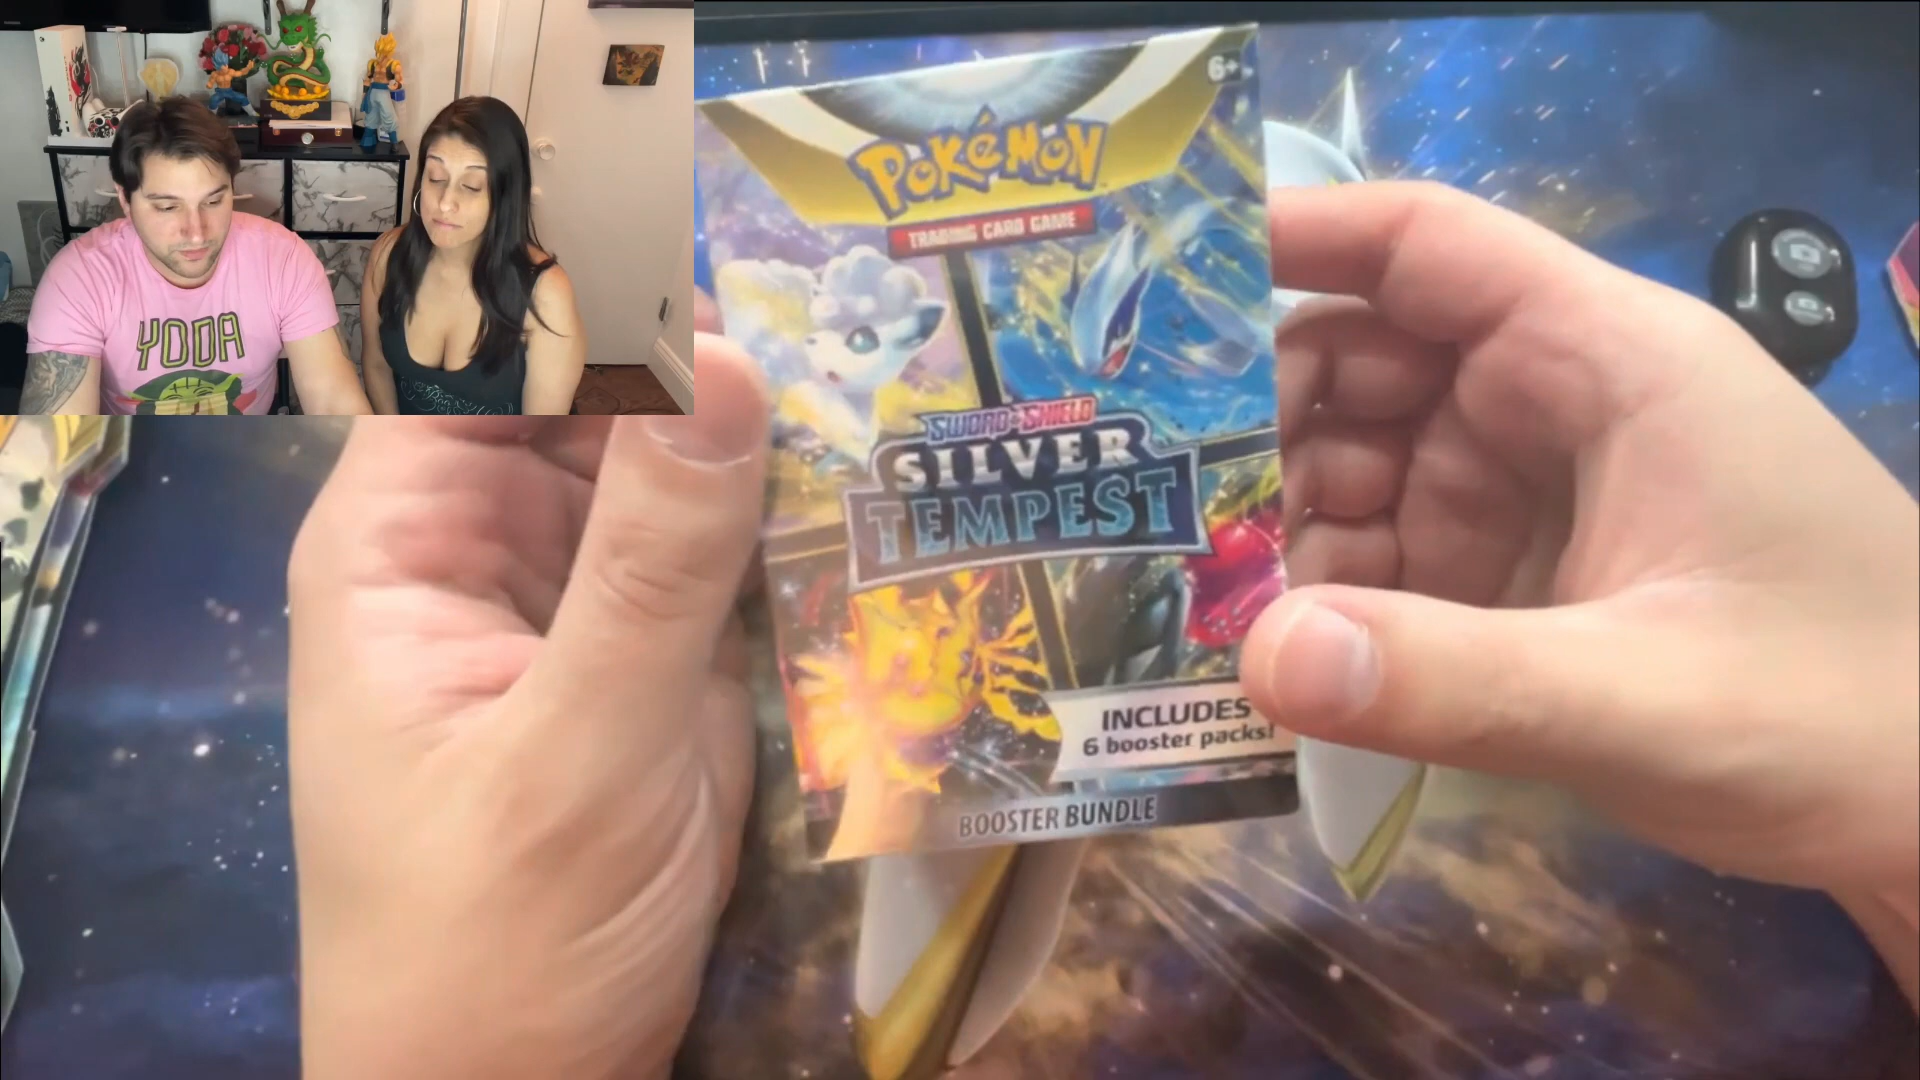 YODA
6+
POKéMON
TRADING CARD GAME
SWORD & SHIELD
SILVER
TEMPEST
INCLUDES
6 booster packs!
BOOSTER BUNDLE